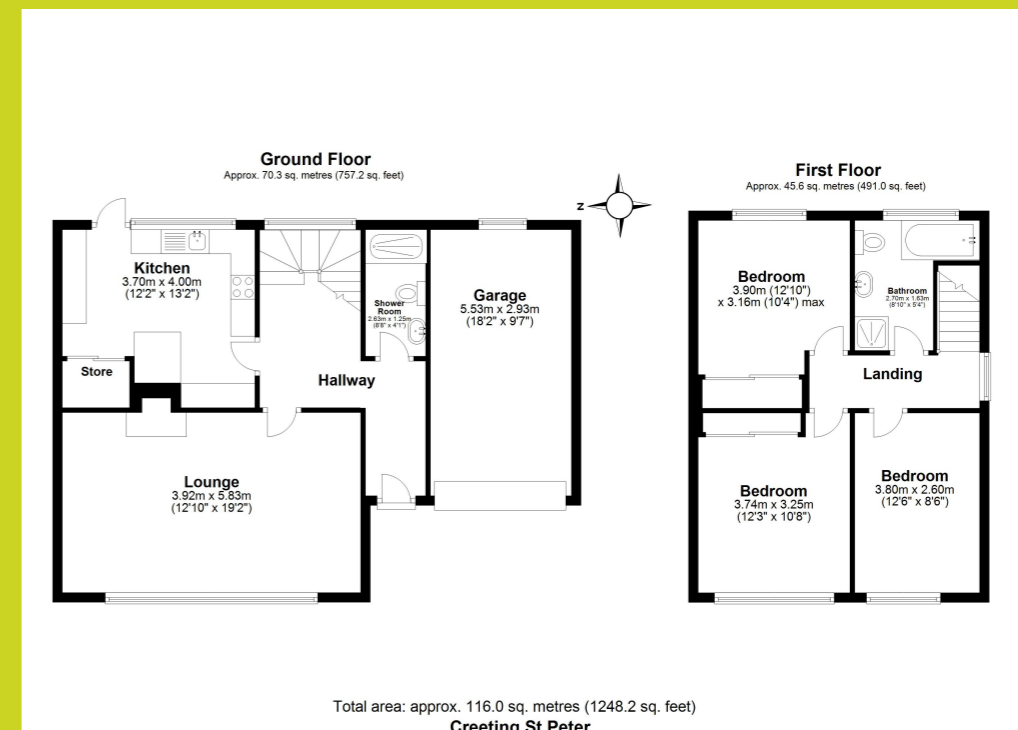 Ground Floor
Approx. 70.3 sq. metres (757.2 sq. feet)
First Floor
Approx. 45.6 sq. metres (491.0 sq. feet)
z
Kitchen
3.70m x 4.00m
(12'2" x 13'2")
Store
Shower
Room
2.63m x 1.25m
(8'8" x 4'1")
Garage
5.53m x 2.93m
(18'2" x 9'7")
Hallway
Lounge
3.92m x 5.83m
(12'10" x 19'2")
Bedroom
3.90m (12'10")
x 3.16m (10'4") max
Bathroom
2.70m x 1.63m
(8'10" x 5'4")
Landing
Bedroom
3.74m x 3.25m
(12'3" x 10'8")
Bedroom
3.80m x 2.60m
(12'6" x 8'6")
Total area: approx. 116.0 sq. metres (1248.2 sq. feet)
Creeting St Peter